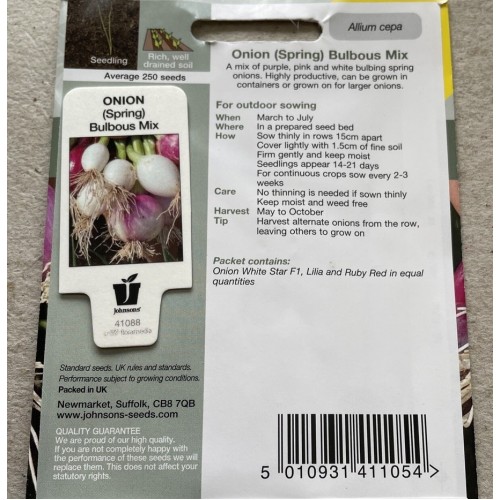 Allium cepa
Seedling
Rich, well
drained soil
Average 250 seeds
Onion (Spring) Bulbous Mix
A mix of purple, pink and white bulbing spring
onions. Highly productive, can be grown in
containers or grown on for larger onions.
ONION
(Spring)
Bulbous Mix
For outdoor sowing
When March to July
Where In a prepared seed bed
How Sow thinly in rows 15cm apart
Cover lightly with 1.5cm of fine soil
Firm gently and keep moist
Seedlings appear 14-21 days
For continuous crops sow every 2-3
weeks
Care No thinning is needed if sown thinly
Keep moist and weed free
Harvest May to October
Tip Harvest alternate onions from the row,
leaving others to grow on
Packet contains:
Onion White Star F1, Lilia and Ruby Red in equal
quantities
Johnsons
41088
Standard seeds, UK rules and standards.
Performance subject to growing conditions.
Packed in UK
Newmarket, Suffolk, CB8 7QB
www.johnsons-seeds.com
QUALITY GUARANTEE
We are proud of our high quality.
If you are not completely happy with
the performance of these seeds we will
replace them. This does not affect your
statutory rights.
5 010931 411054 >